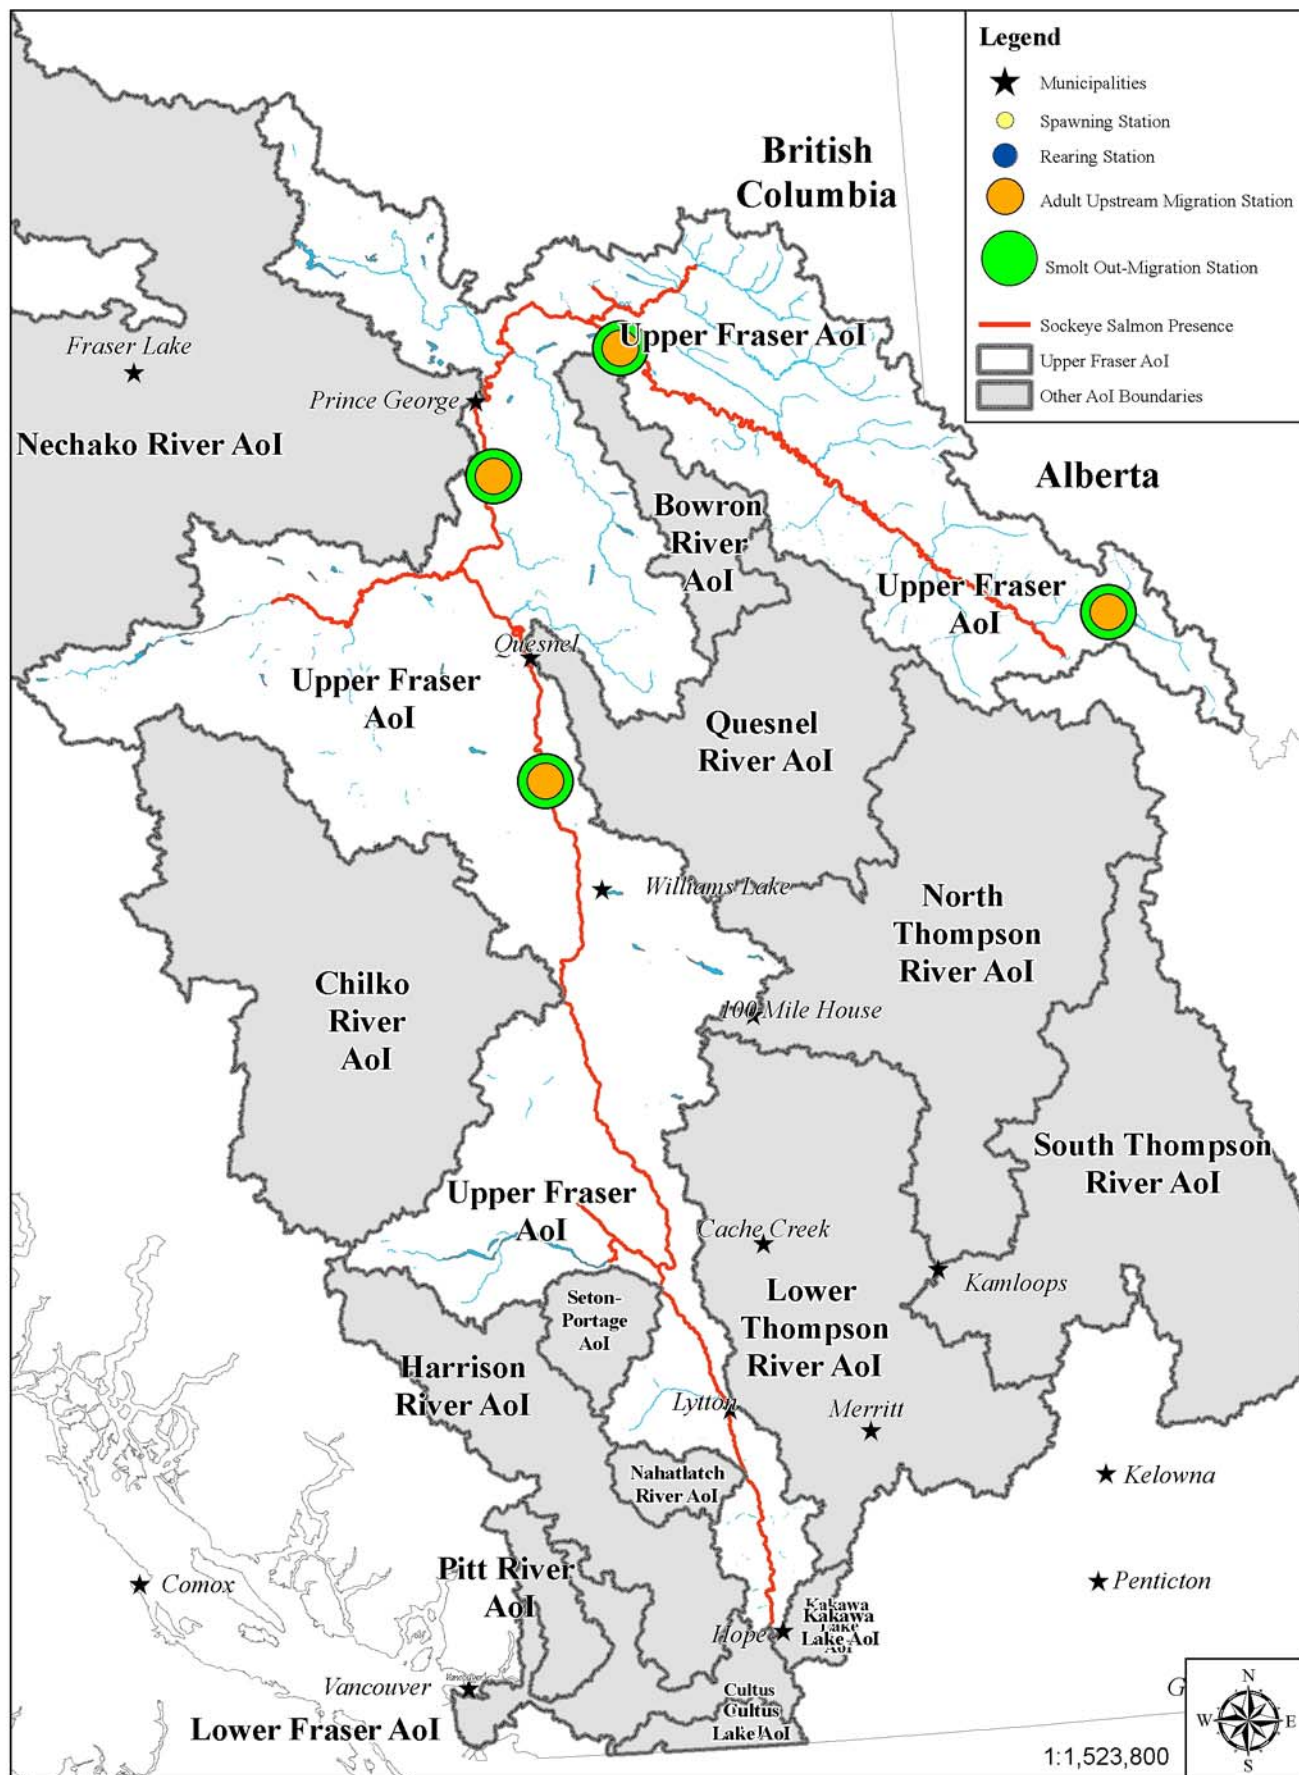 Legend
Municipalities
Spawning Station
Rearing Station
Adult Upstream Migration Station
Smolt Out-Migration Station
Sockeye Salmon Presence
Upper Fraser AoI
Other AoI Boundaries
British
Columbia
Upper Fraser AoI
Fraser Lake
Prince George
Nechako River AoI
Alberta
Bowron
River
AoI
Upper Fraser
AoI
Quesnel
Upper Fraser
AoI
Quesnel
River AoI
Williams Lake
North
Thompson
River AoI
Chilko
River
AoI
100 Mile House
South Thompson
River AoI
Upper Fraser
AoI
Cache Creek
Kamloops
Seton-
Portage
AoI
Lower
Thompson
River AoI
Harrison
River AoI
Lytton
Merritt
Nahatlatch
River AoI
Kelowna
Pitt River
AoI
Comox
Penticton
Kakawa
Kakawa
Lake
Lake AoI
AoI
Hope
Vancouver
Vancouver
Cultus
Cultus
Lake AoI
Lower Fraser AoI
G
N
W
E
S
1:1,523,800